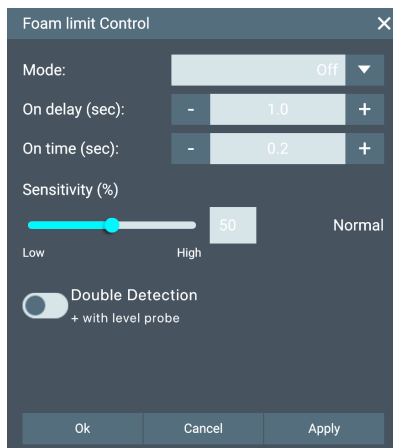 Foam limit Control
Mode: Off
On delay (sec): - 1.0 +
On time (sec): - 0.2 +
Sensitivity (%)
50 Normal
Low High
Double Detection
+ with level probe
Ok Cancel Apply